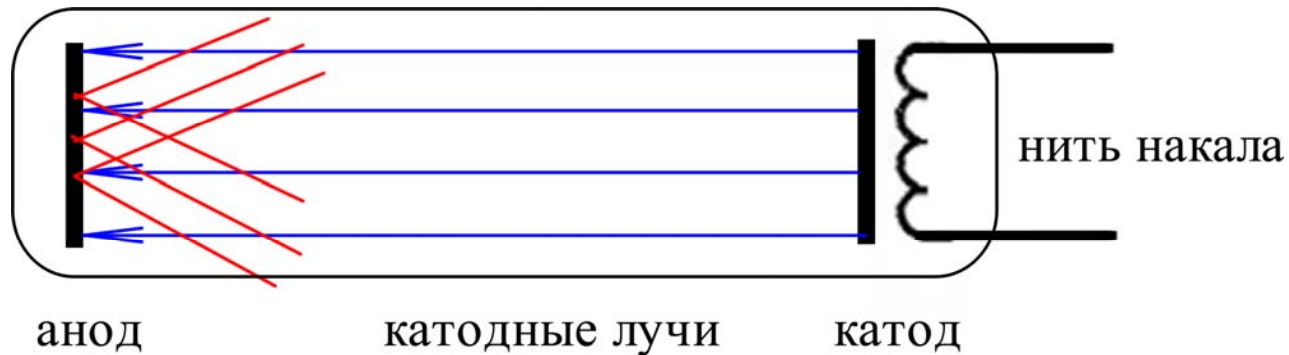 нить накала
анод
катодные лучи
катод